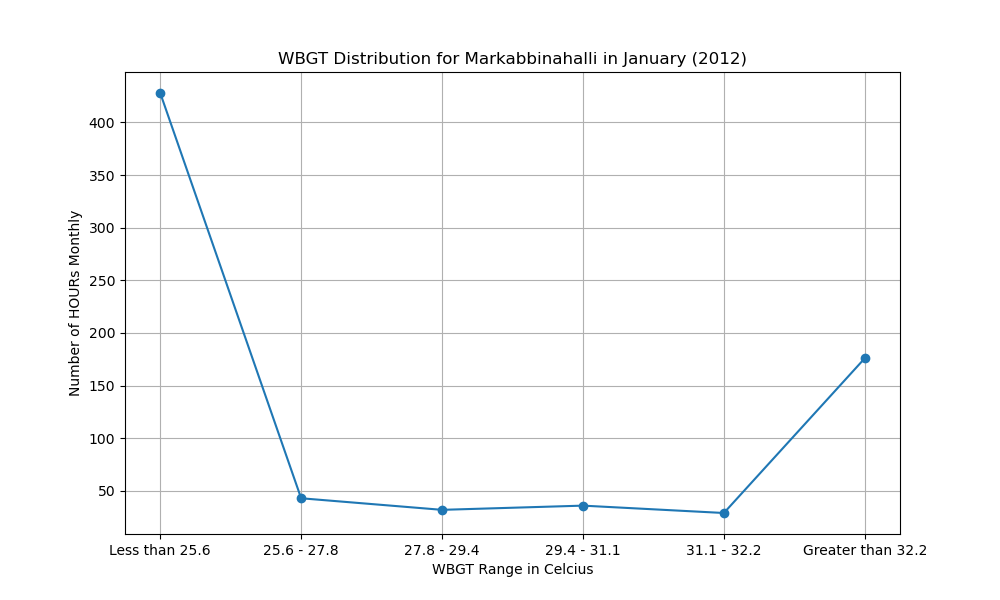 WBGT Distribution for Markabbinahalli in January (2012)
Number of HOURs Monthly
400
350
300
250
200
150
100
50
Less than 25.6
25.6 - 27.8
27.8 - 29.4
29.4 - 31.1
31.1 - 32.2
Greater than 32.2
WBGT Range in Celcius